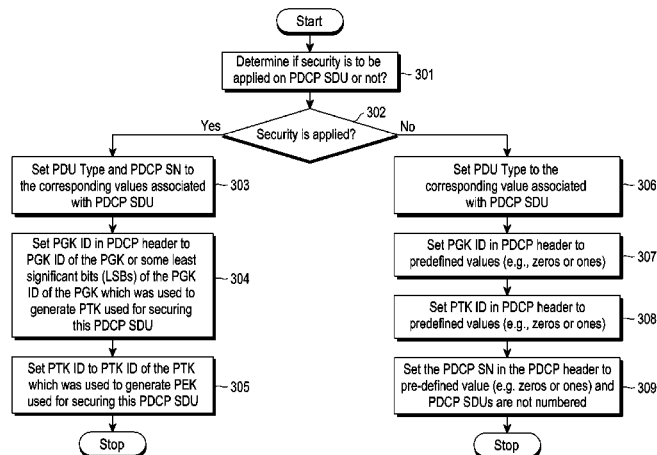 Start
Determine if security is to be
applied on PDCP SDU or not?
301
302
Security is applied?
Yes
No
Set PDU Type and PDCP SN to
the corresponding values associated
with PDCP SDU
303
Set PGK ID in PDCP header to
PGK ID of the PGK or some least
significant bits (LSBs) of the PGK
ID of the PGK which was used to
generate PTK used for securing
this PDCP SDU
304
Set PTK ID to PTK ID of the PTK
which was used to generate PEK
used for securing this PDCP SDU
305
Stop
Set PDU Type to the
corresponding value associated
with PDCP SDU
306
Set PGK ID in PDCP header to
predefined values (e.g., zeros or ones)
307
Set PTK ID in PDCP header to
predefined values (e.g., zeros or ones)
308
Set the PDCP SN in the PDCP header to
pre-defined value (e.g. zeros or ones) and
PDCP SDUs are not numbered
309
Stop